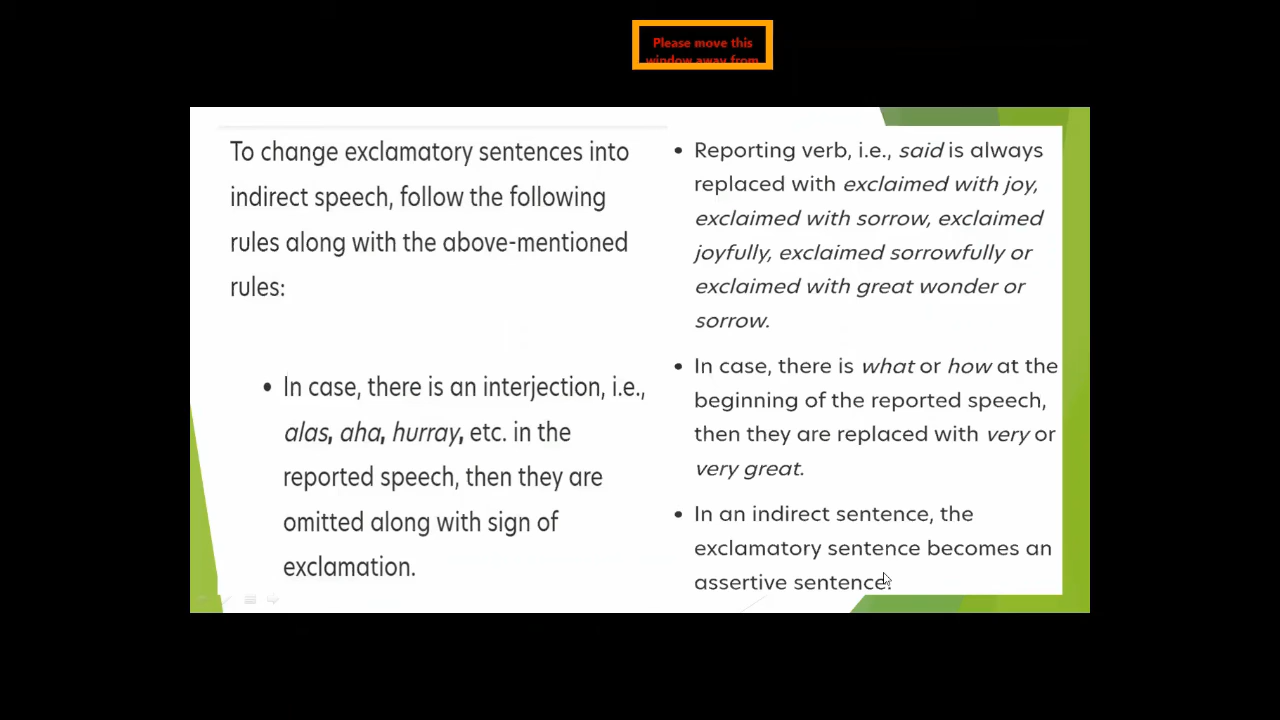 Please move this
window away from
To change exclamatory sentences into
indirect speech, follow the following
rules along with the above-mentioned
rules:
• In case, there is an interjection, i.e.,
alas, aha, hurray, etc. in the
reported speech, then they are
omitted along with sign of
exclamation.
• Reporting verb, i.e., said is always
replaced with exclaimed with joy,
exclaimed with sorrow, exclaimed
joyfully, exclaimed sorrowfully or
exclaimed with great wonder or
sorrow.
• In case, there is what or how at the
beginning of the reported speech,
then they are replaced with very or
very great.
• In an indirect sentence, the
exclamatory sentence becomes an
assertive sentence.